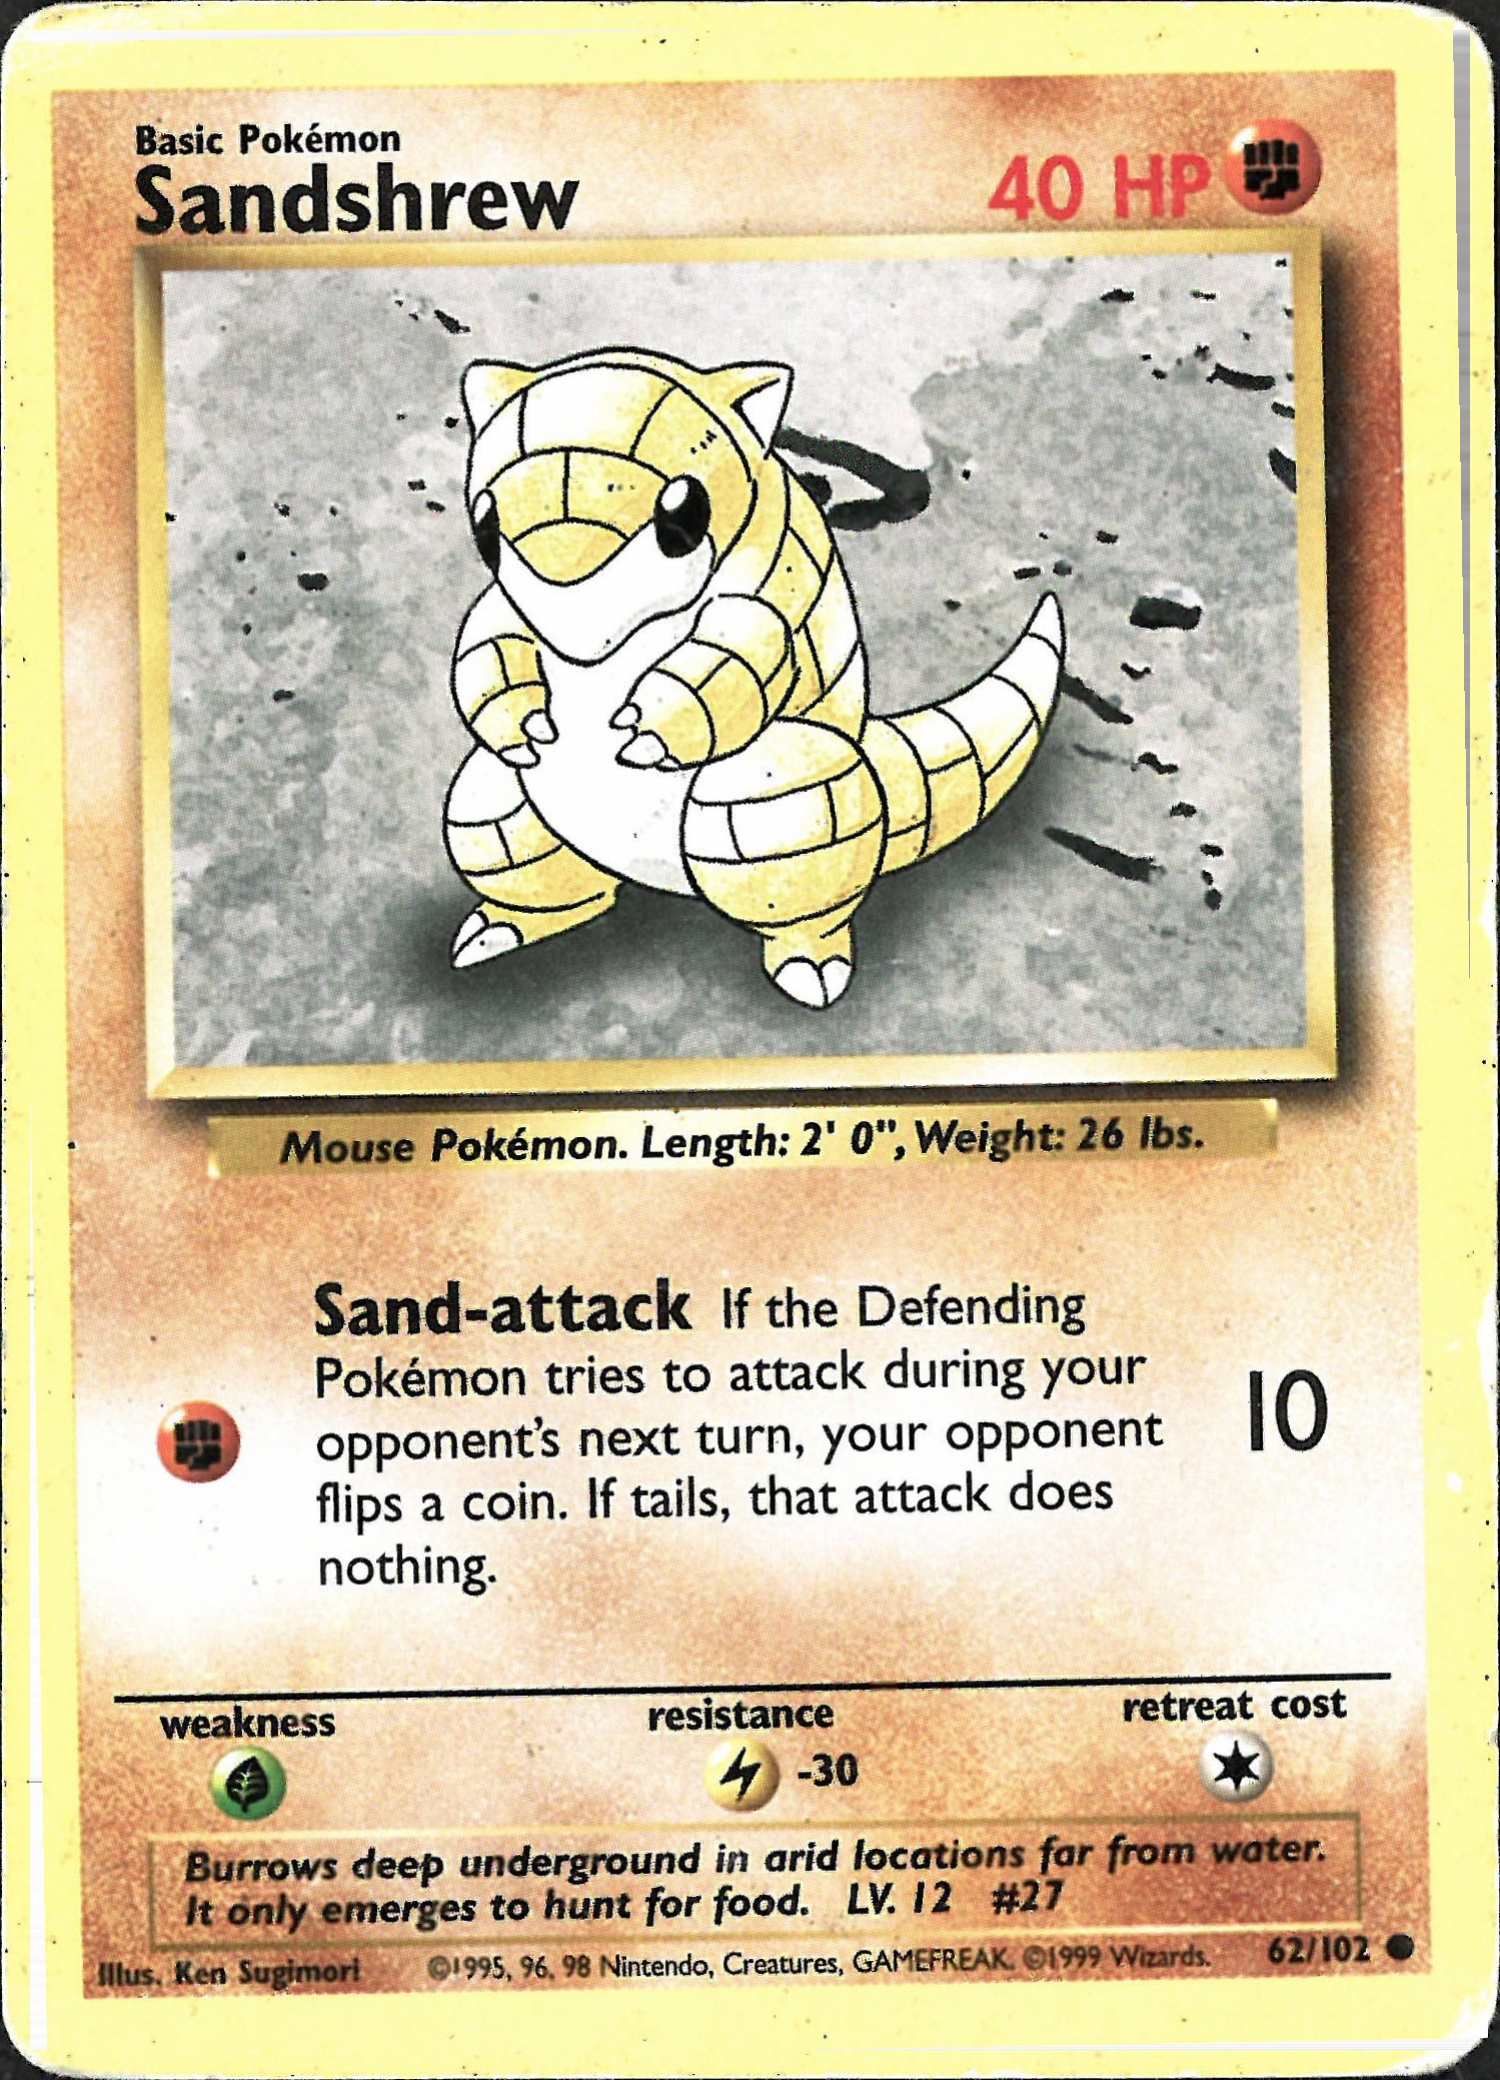 Basic Pokémon
Sandshrew
40 HP
Mouse Pokémon. Length: 2' 0", Weight: 26 lbs.
Sand-attack If the Defending
Pokémon tries to attack during your
opponent's next turn, your opponent
flips a coin. If tails, that attack does
nothing.
10
weakness
resistance
retreat cost
-30
Burrows deep underground in arid locations far from water.
It only emerges to hunt for food. LV. 12 #27
Illus. Ken Sugimori ©1995, 96, 98 Nintendo, Creatures, GAMEFREAK. ©1999 Wizards. 62/102